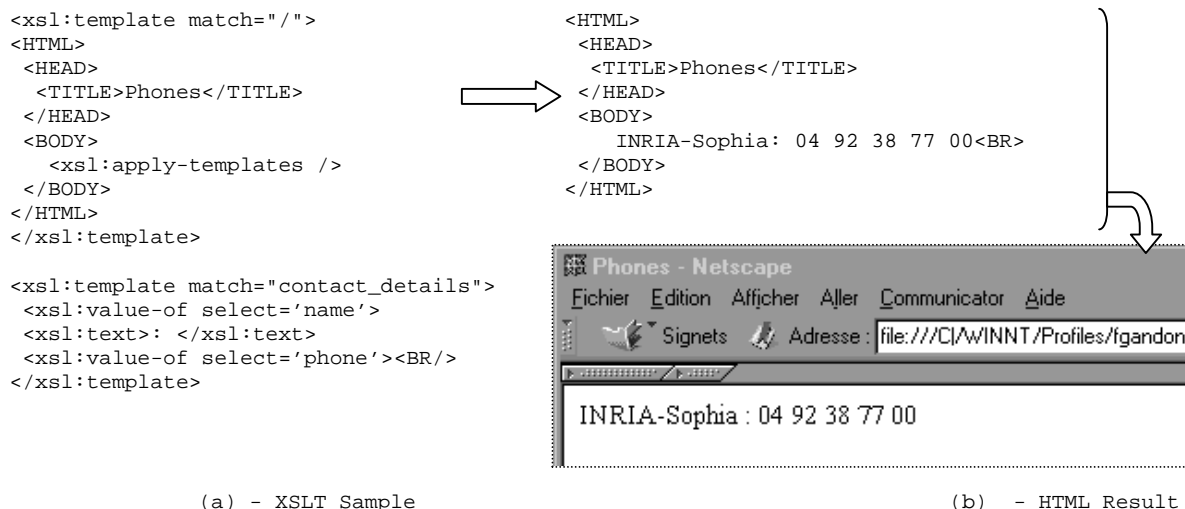 <xsl:template match="/">
<HTML>
<HEAD>
<TITLE>Phones</TITLE>
</HEAD>
<BODY>
<xsl:apply-templates />
</BODY>
</HTML>
</xsl:template>
<xsl:template match="contact_details">
<xsl:value-of select='name'>
<xsl:text>: </xsl:text>
<xsl:value-of select='phone'><BR/>
</xsl:template>
(a) - XSLT Sample
<HTML>
<HEAD>
<TITLE>Phones</TITLE>
</HEAD>
<BODY>
INRIA-Sophia: 04 92 38 77 00<BR>
</BODY>
</HTML>
Phones - Netscape
Fichier Edition Afficher Aller Communicator Aide
Signets Adresse : file:///C|/WINNT/Profiles/fgandon
INRIA-Sophia : 04 92 38 77 00
(b) - HTML Result